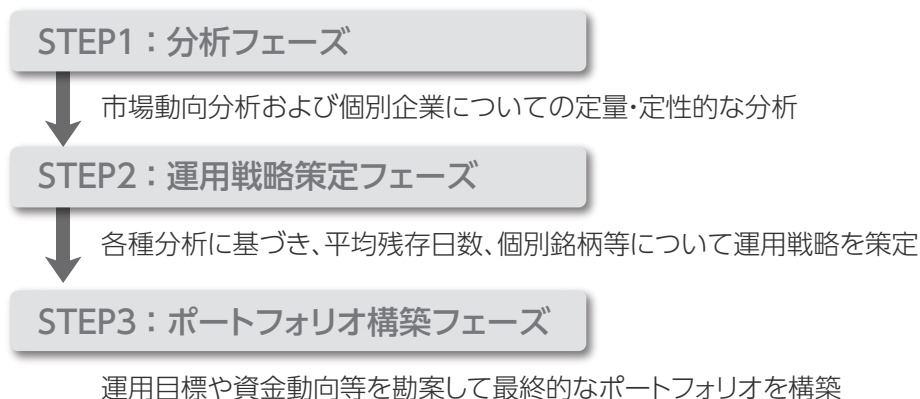 STEP1：分析フェーズ
市場動向分析および個別企業についての定量・定性的な分析
STEP2：運用戦略策定フェーズ
各種分析に基づき、平均残存日数、個別銘柄等について運用戦略を策定
STEP3：ポートフォリオ構築フェーズ
運用目標や資金動向等を勘案して最終的なポートフォリオを構築